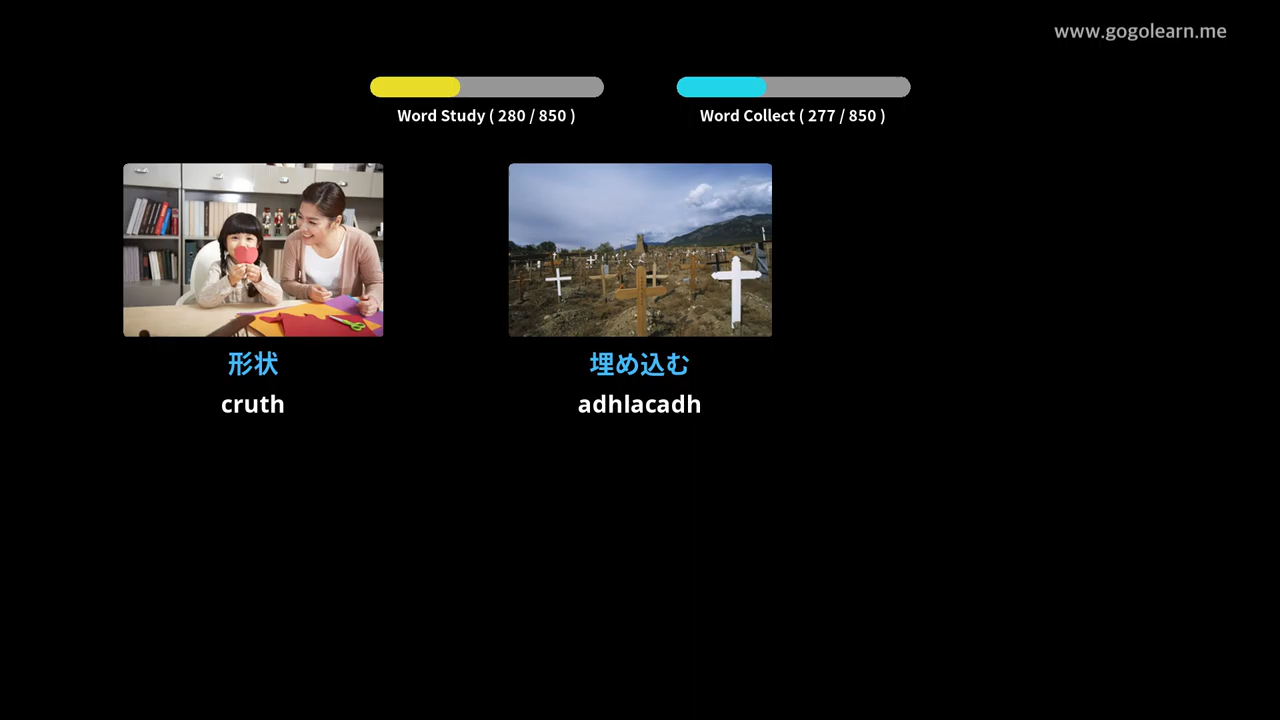 www.gogolearn.me
Word Study ( 280 / 850 )
Word Collect ( 277 / 850 )
形状
cruth
埋め込む
adhlacadh